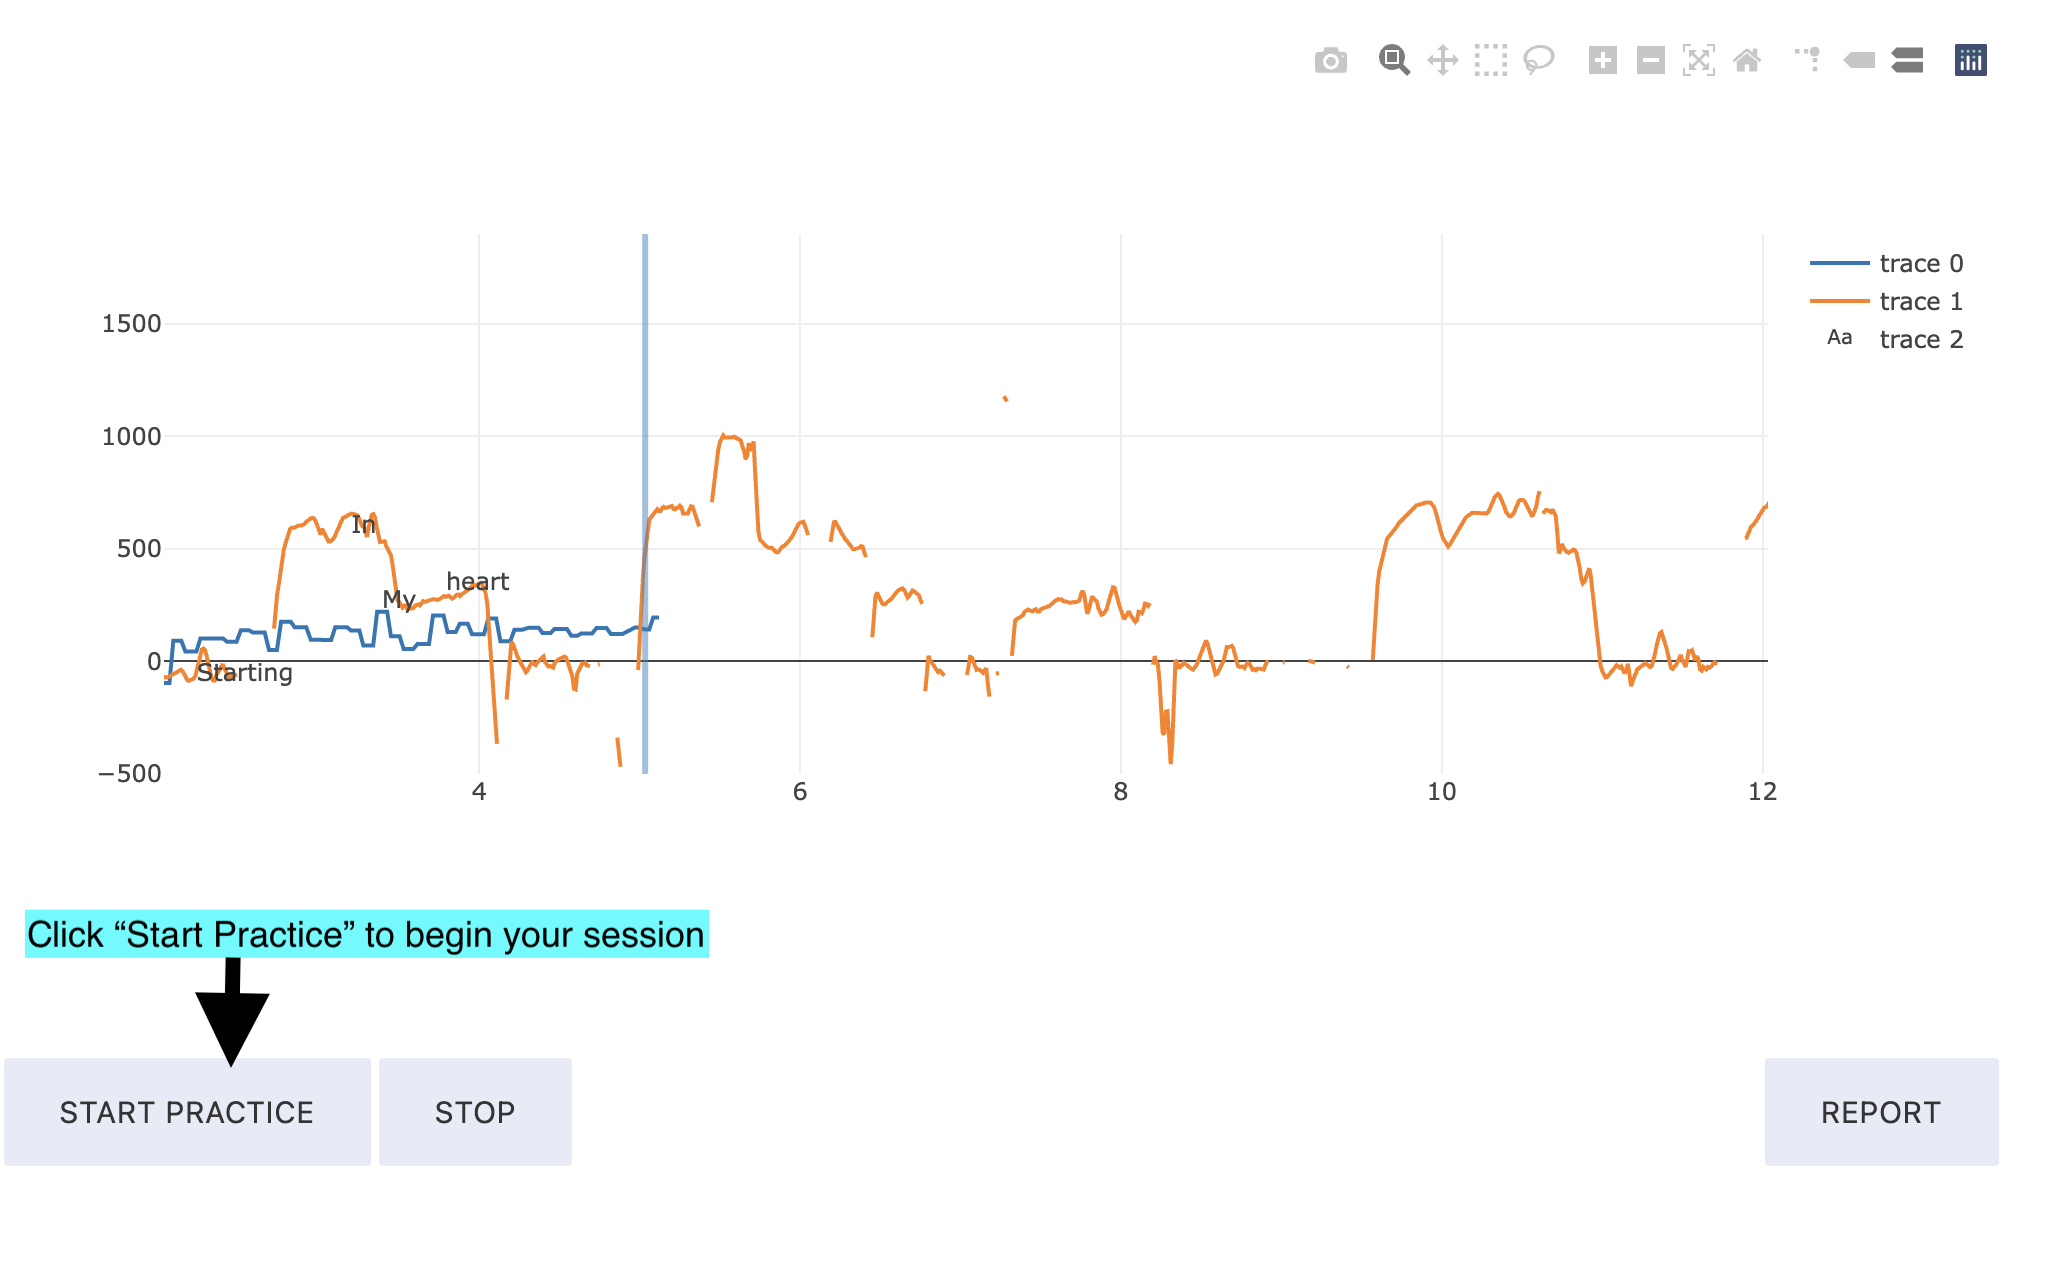 trace 0
trace 1
Aa trace 2
1500
1000
500
0
−500
In
heart
My
Starting
4 6 8 10 12
Click “Start Practice” to begin your session
START PRACTICE STOP REPORT